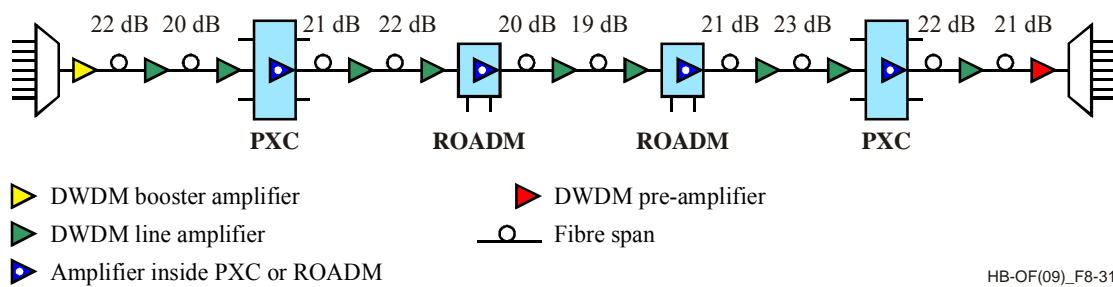 22 dB 20 dB 21 dB 22 dB 20 dB 19 dB 21 dB 23 dB 22 dB 21 dB
PXC ROADM ROADM PXC
DWDM booster amplifier DWDM pre-amplifier
DWDM line amplifier Fibre span
Amplifier inside PXC or ROADM
HB-OF(09)_F8-31